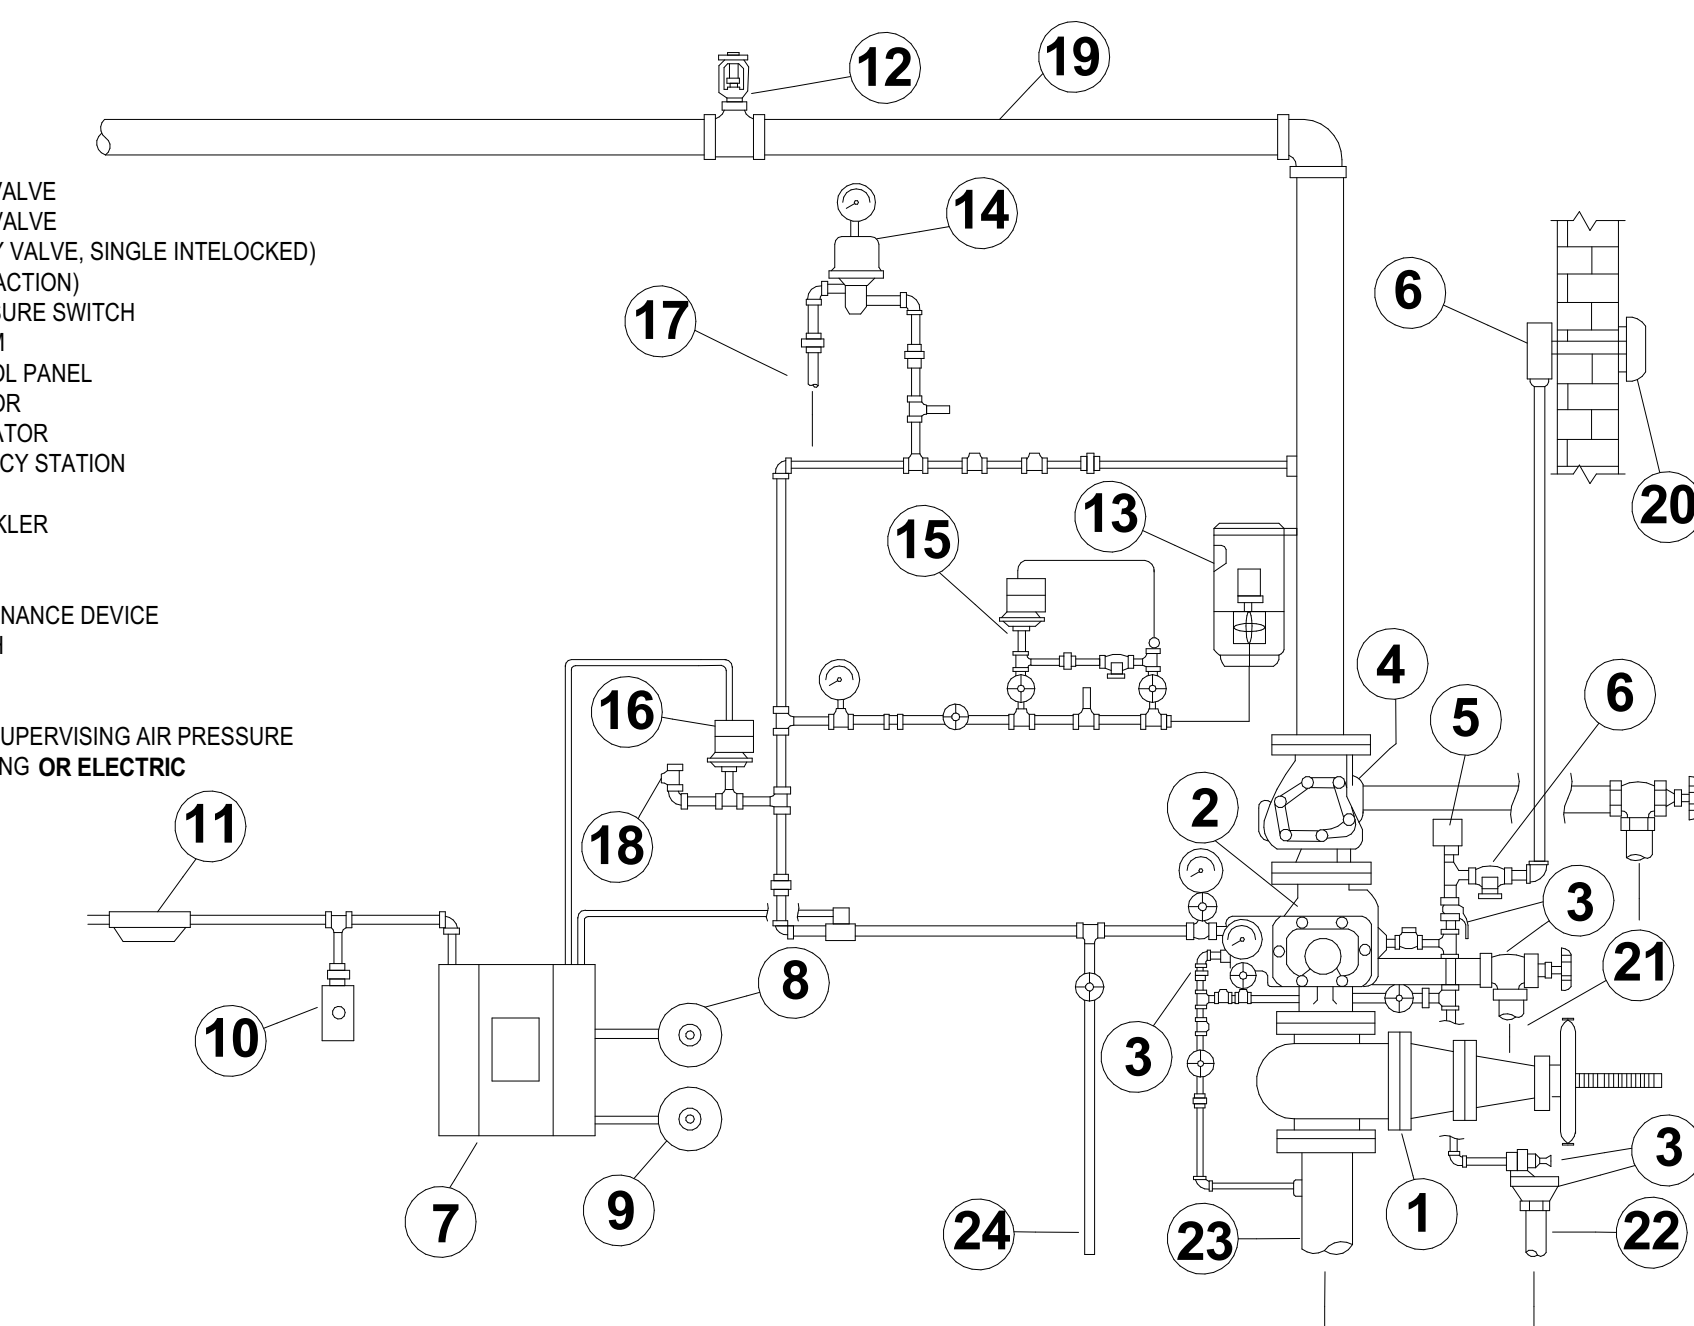 12
19
VALVE
VALVE
Y VALVE, SINGLE INTELOCKED)
ACTION)
SURE SWITCH
M
OL PANEL
OR
ATOR
CY STATION
KLER
NANCE DEVICE
H
UPERVISING AIR PRESSURE
NG OR ELECTRIC
14
6
17
20
13
15
4
6
16
5
2
11
18
3
21
8
10
3
3
7
9
1
22
24
23